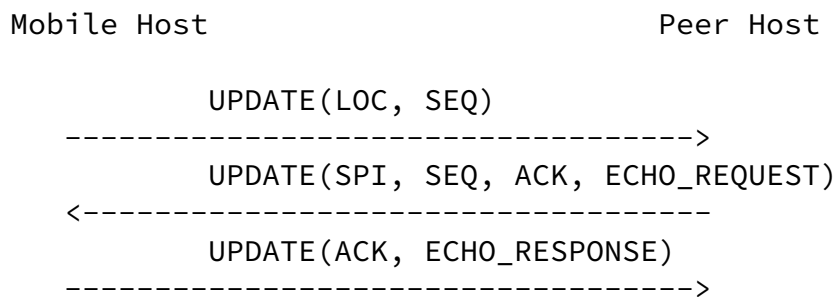 Mobile Host                         Peer Host
UPDATE(LOC, SEQ)
----------------------------------->
UPDATE(SPI, SEQ, ACK, ECHO_REQUEST)
<-----------------------------------
UPDATE(ACK, ECHO_RESPONSE)
----------------------------------->